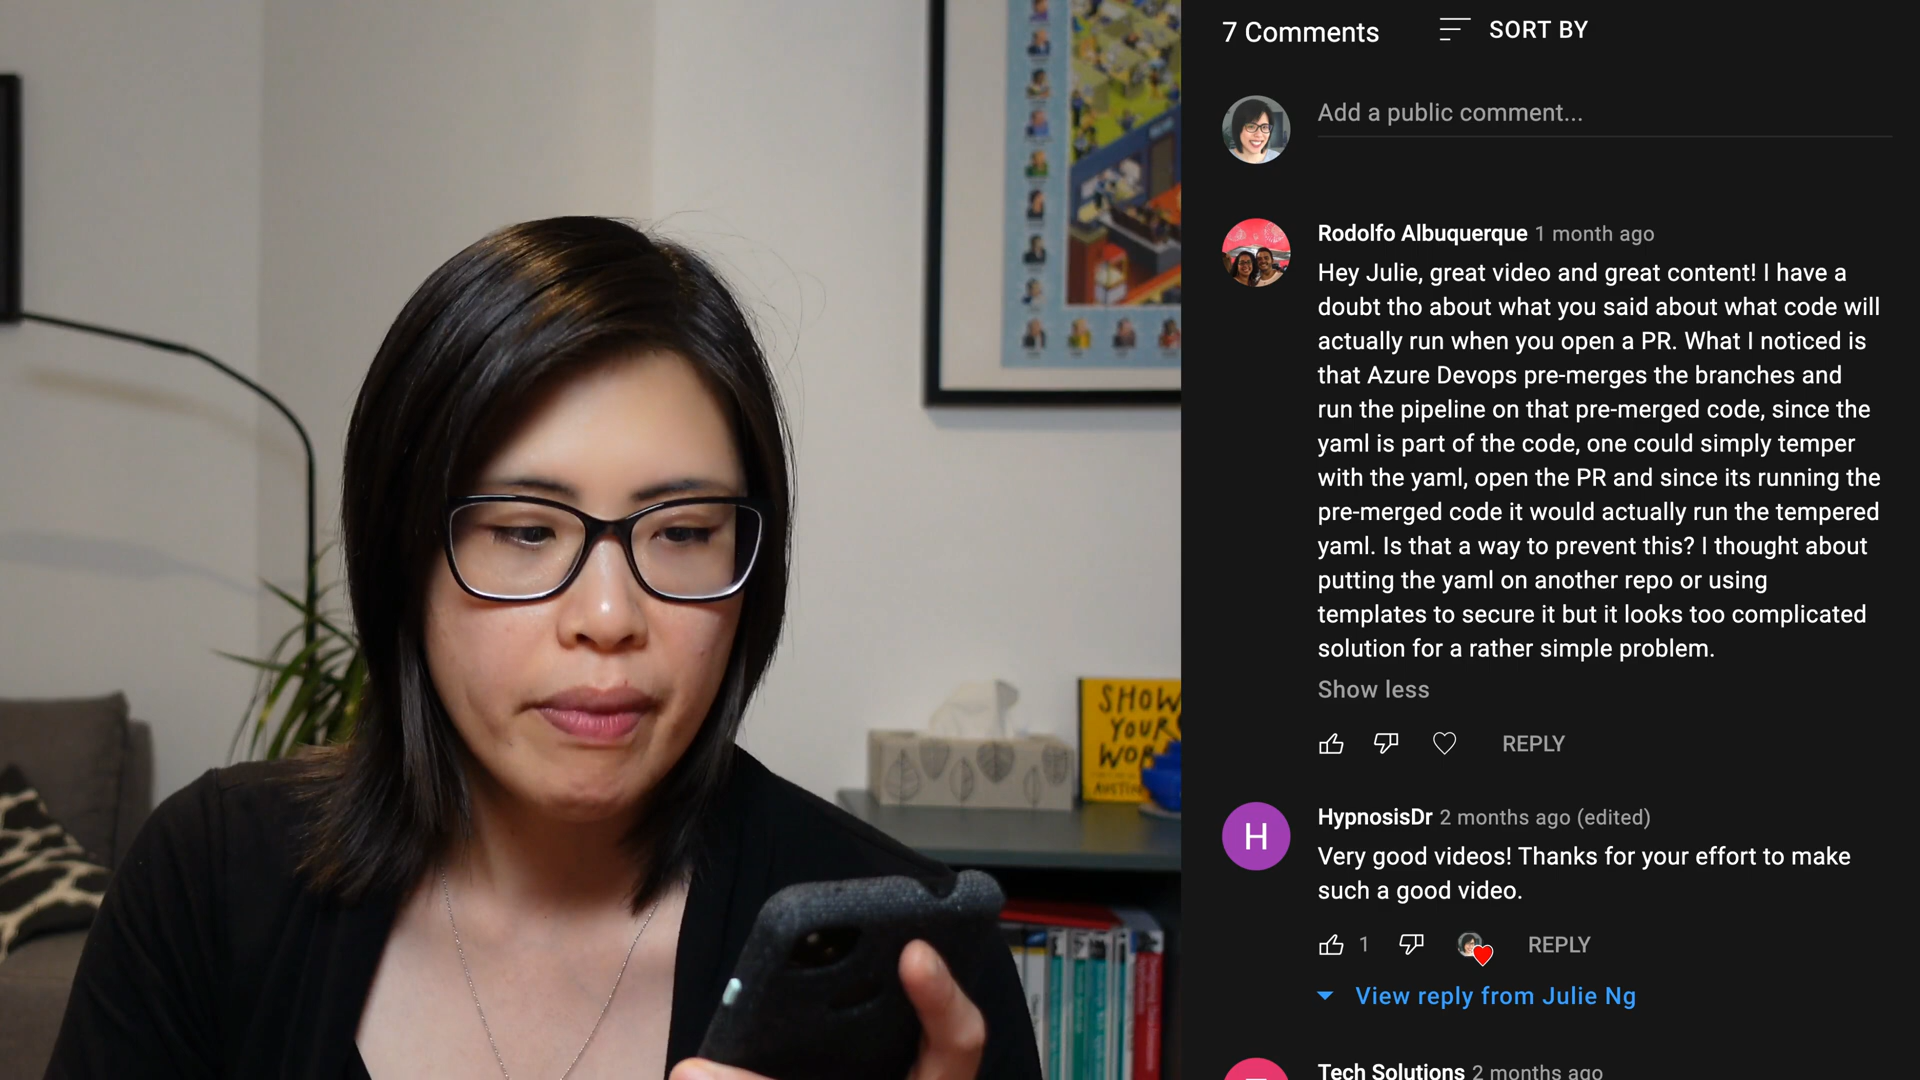 7 Comments
SORT BY
Add a public comment...
Rodolfo Albuquerque 1 month ago
Hey Julie, great video and great content! I have a
doubt tho about what you said about what code will
actually run when you open a PR. What I noticed is
that Azure Devops pre-merges the branches and
run the pipeline on that pre-merged code, since the
yaml is part of the code, one could simply temper
with the yaml, open the PR and since its running the
pre-merged code it would actually run the tempered
yaml. Is that a way to prevent this? I thought about
putting the yaml on another repo or using
templates to secure it but it looks too complicated
solution for a rather simple problem.
Show less
REPLY
H
HypnosisDr 2 months ago (edited)
Very good videos! Thanks for your effort to make
such a good video.
1
REPLY
View reply from Julie Ng
Tech Solutions 2 months ago
SHOW
YOUR
WOR
AUSTIN